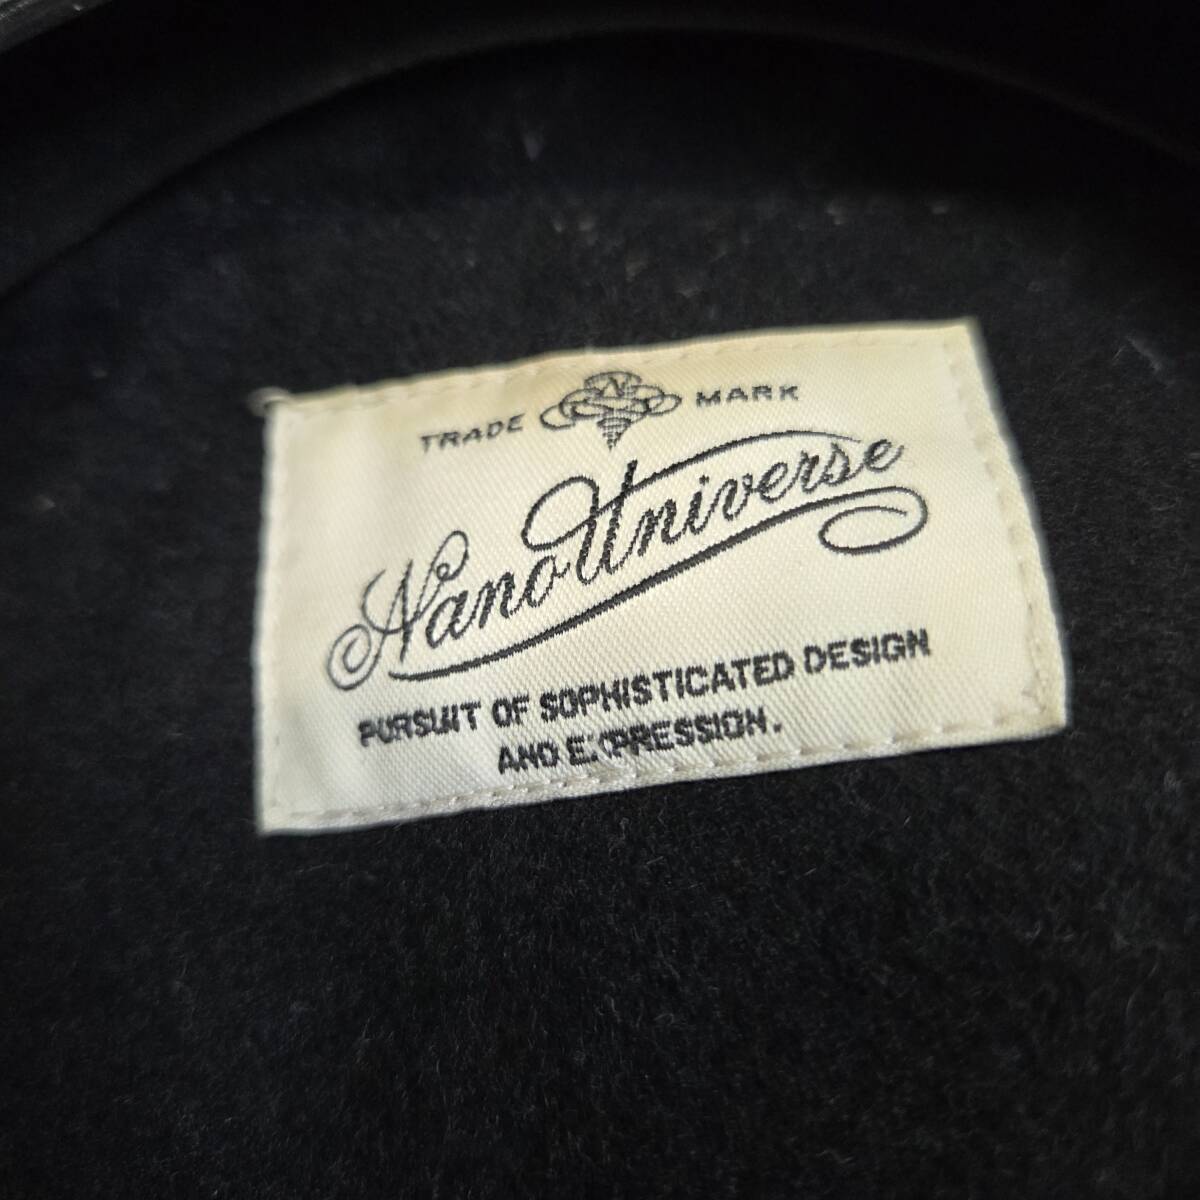 TRADE MARK
Nano Universe
PURSUIT OF SOPHISTICATED DESIGN
AND EXPRESSION.